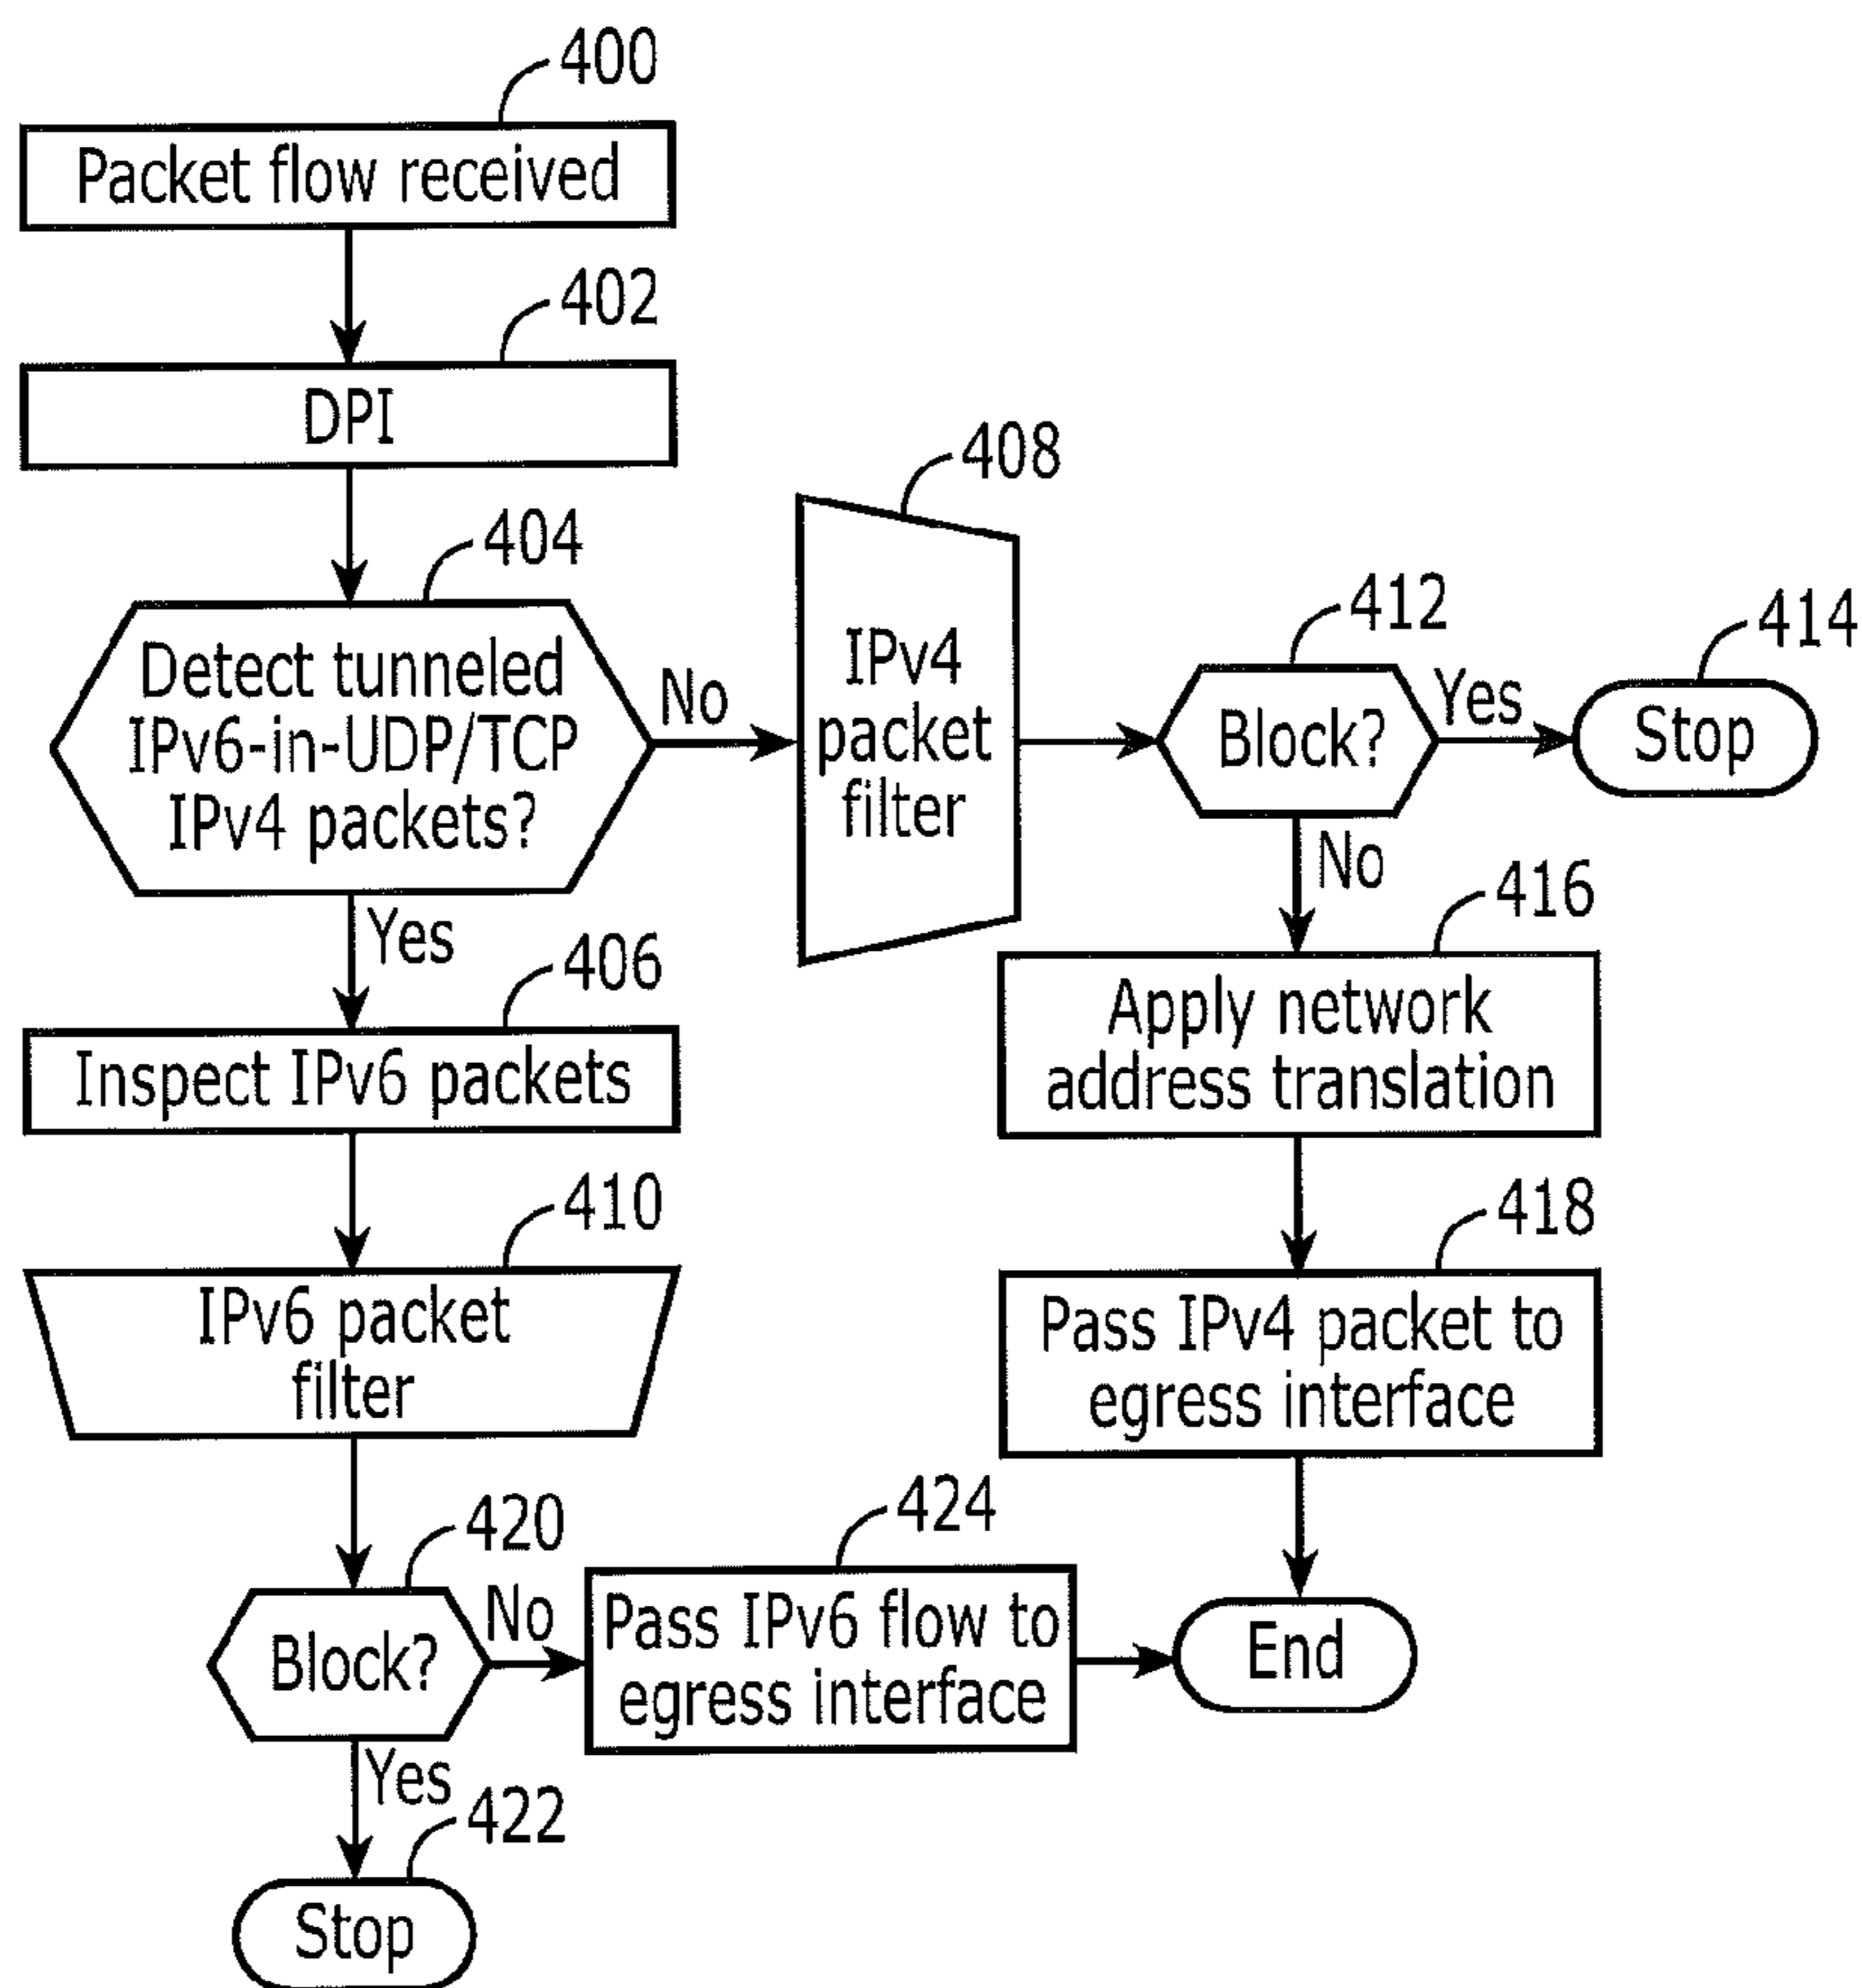 400
Packet flow received
402
DPI
404
Detect tunneled
IPv6-in-UDP/TCP
IPv4 packets?
No
408
IPv4
packet
filter
412
Block?
Yes
414
Stop
No
416
Apply network
address translation
418
Pass IPv4 packet to
egress interface
Yes
406
Inspect IPv6 packets
410
IPv6 packet
filter
420
Block?
No
424
Pass IPv6 flow to
egress interface
End
Yes
422
Stop